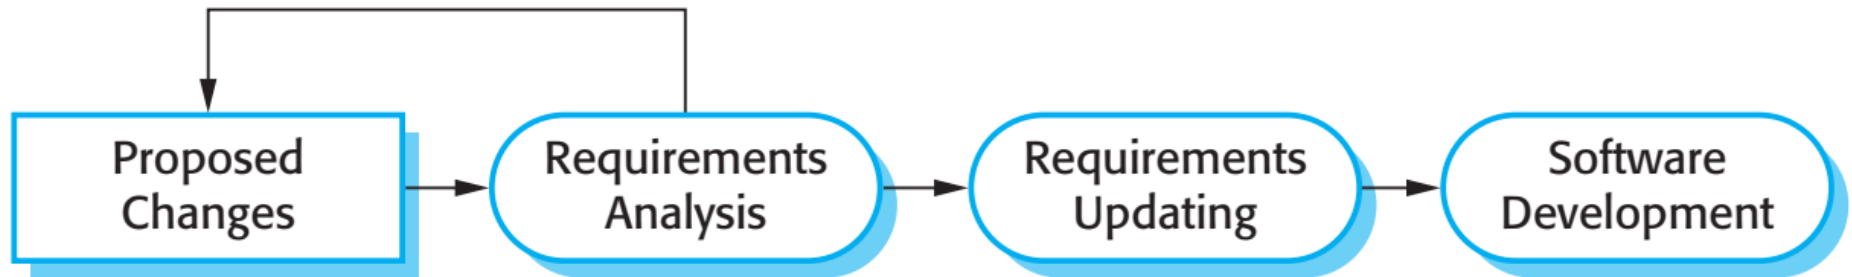 Proposed
Changes
Requirements
Analysis
Requirements
Updating
Software
Development